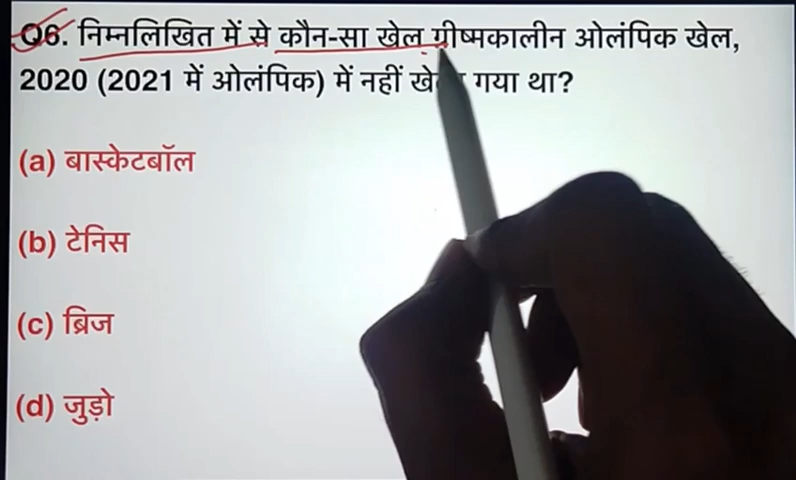 Q6. निम्नलिखित में से कौन-सा खेल ग्रीष्मकालीन ओलंपिक खेल,
2020 (2021 में ओलंपिक) में नहीं गया था?
(a) बास्केटबॉल
(b) टेनिस
(c) ब्रिज
(d) जुड़ो